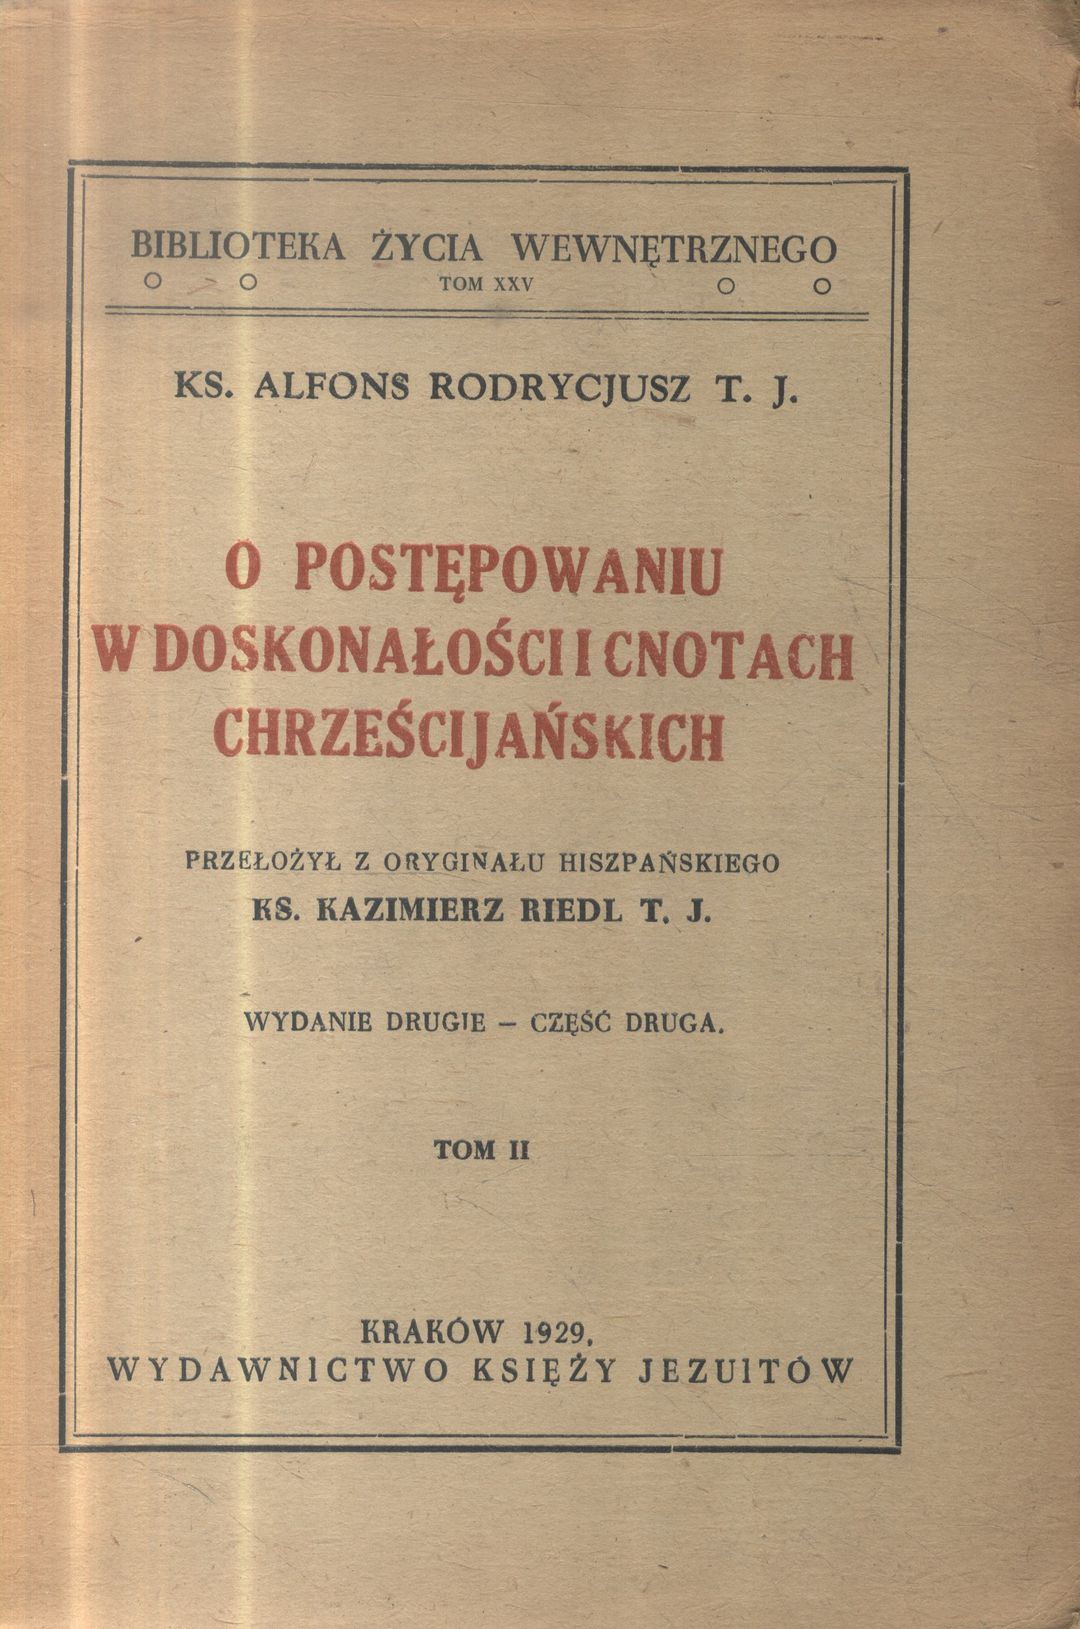 BIBLIOTEKA ŻYCIA WEWNĘTRZNEGO
TOM XXV
KS. ALFONS RODRYCJUSZ T. J.
O POSTĘPOWANIU
W DOSKONAŁOŚCI I CNOTACH
CHRZEŚCIJAŃSKICH
PRZEŁOŻYŁ Z ORYGINAŁU HISZPAŃSKIEGO
KS. KAZIMIERZ RIEDL T. J.
WYDANIE DRUGIE – CZĘŚĆ DRUGA.
TOM II
KRAKÓW 1929.
WYDAWNICTWO KSIĘŻY JEZUITÓW